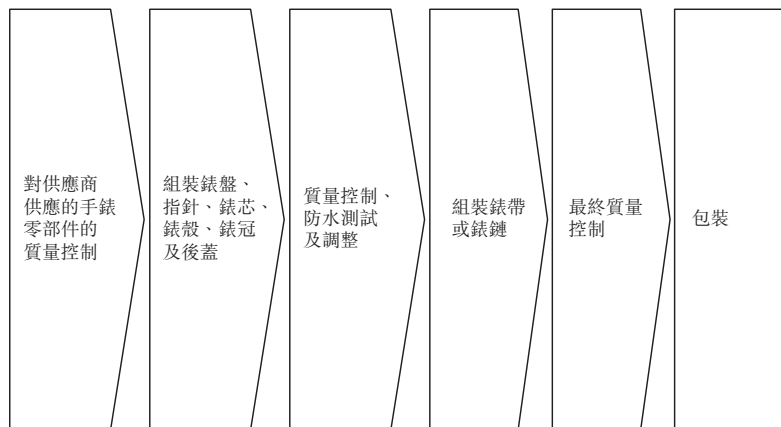 對供應商
供應的手錶
零部件的
質量控制
組裝錶盤、
指針、錶芯、
錶殼、錶冠
及後蓋
質量控制、
防水測試
及調整
組裝錶帶
或錶鏈
最終質量
控制
包裝